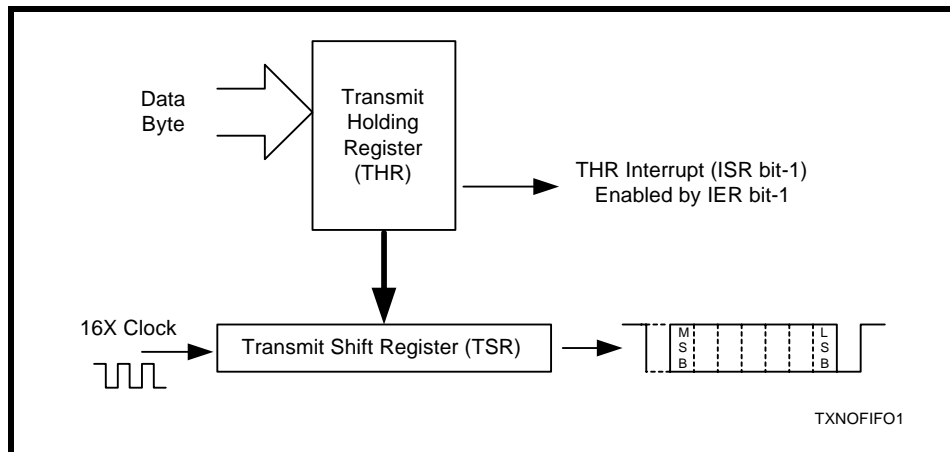 Data
Byte
Transmit
Holding
Register
(THR)
THR Interrupt (ISR bit-1)
Enabled by IER bit-1
16X Clock
Transmit Shift Register (TSR)
M
S
B
L
S
B
TXNOFIFO1